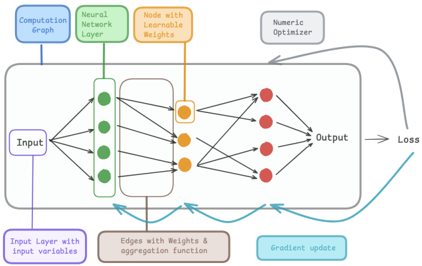 Computation
Graph
Neural
Network
Layer
Node with
Learnable
Weights
Numeric
Optimizer
Input
Output
Loss
Input Layer with
input variables
Edges with Weights &
aggregation function
Gradient update